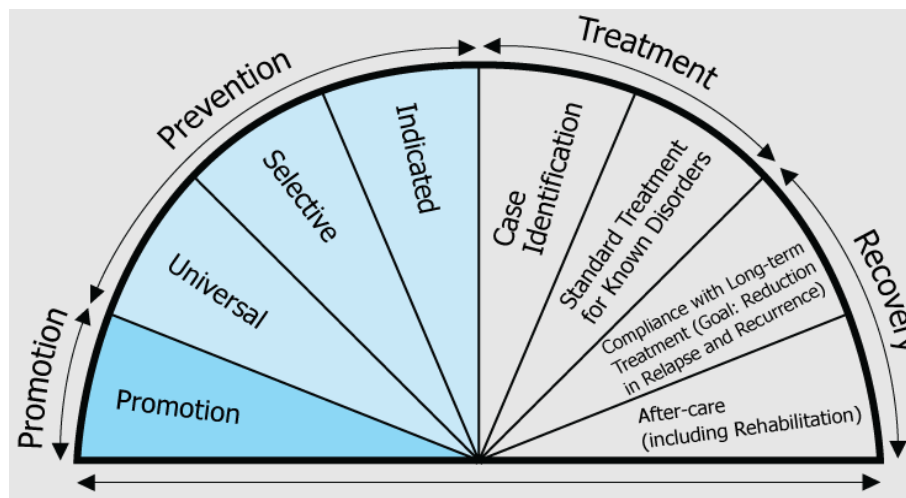 Promotion
Prevention
Treatment
Recovery
Promotion
Universal
Selective
Indicated
Case
Identification
Standard Treatment
for Known Disorders
Compliance with Long-term
Treatment (Goal: Reduction
in Relapse and Recurrence)
After-care
(including Rehabilitation)